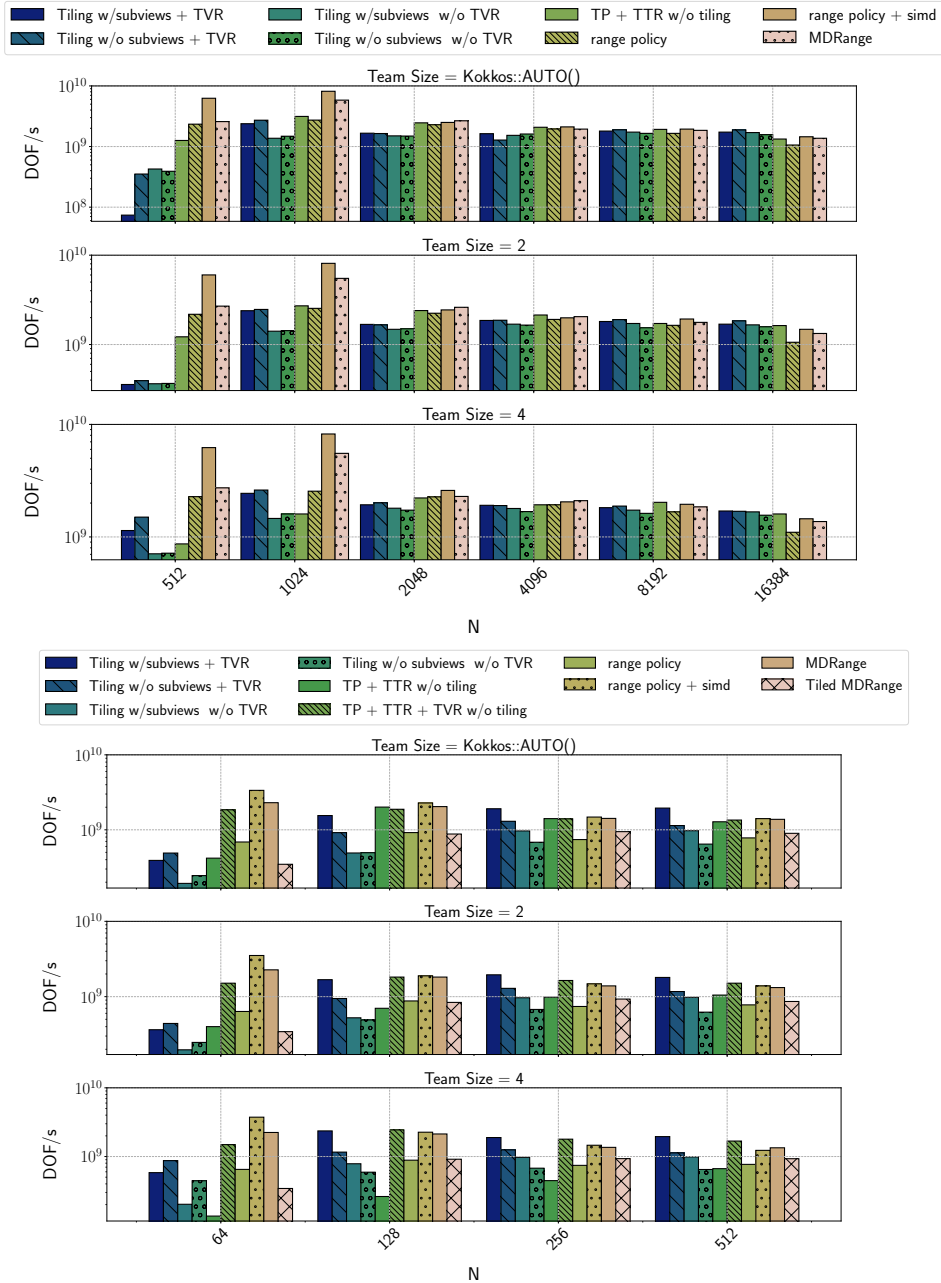 Tiling w/subviews + TVR
Tiling w/o subviews + TVR
Tiling w/subviews w/o TVR
Tiling w/o subviews w/o TVR
TP + TTR w/o tiling
range policy
range policy + simd
MDRange
Team Size = Kokkos::AUTO()
DOF/s
10^10
10^9
10^8
Team Size = 2
DOF/s
10^10
10^9
Team Size = 4
DOF/s
10^10
10^9
512 1024 2048 4096 8192 16384
N
Tiling w/subviews + TVR
Tiling w/o subviews + TVR
Tiling w/subviews w/o TVR
Tiling w/o subviews w/o TVR
TP + TTR w/o tiling
TP + TTR + TVR w/o tiling
range policy
range policy + simd
MDRange
Tiled MDRange
Team Size = Kokkos::AUTO()
DOF/s
10^10
10^9
Team Size = 2
DOF/s
10^10
10^9
Team Size = 4
DOF/s
10^10
10^9
64 128 256 512
N